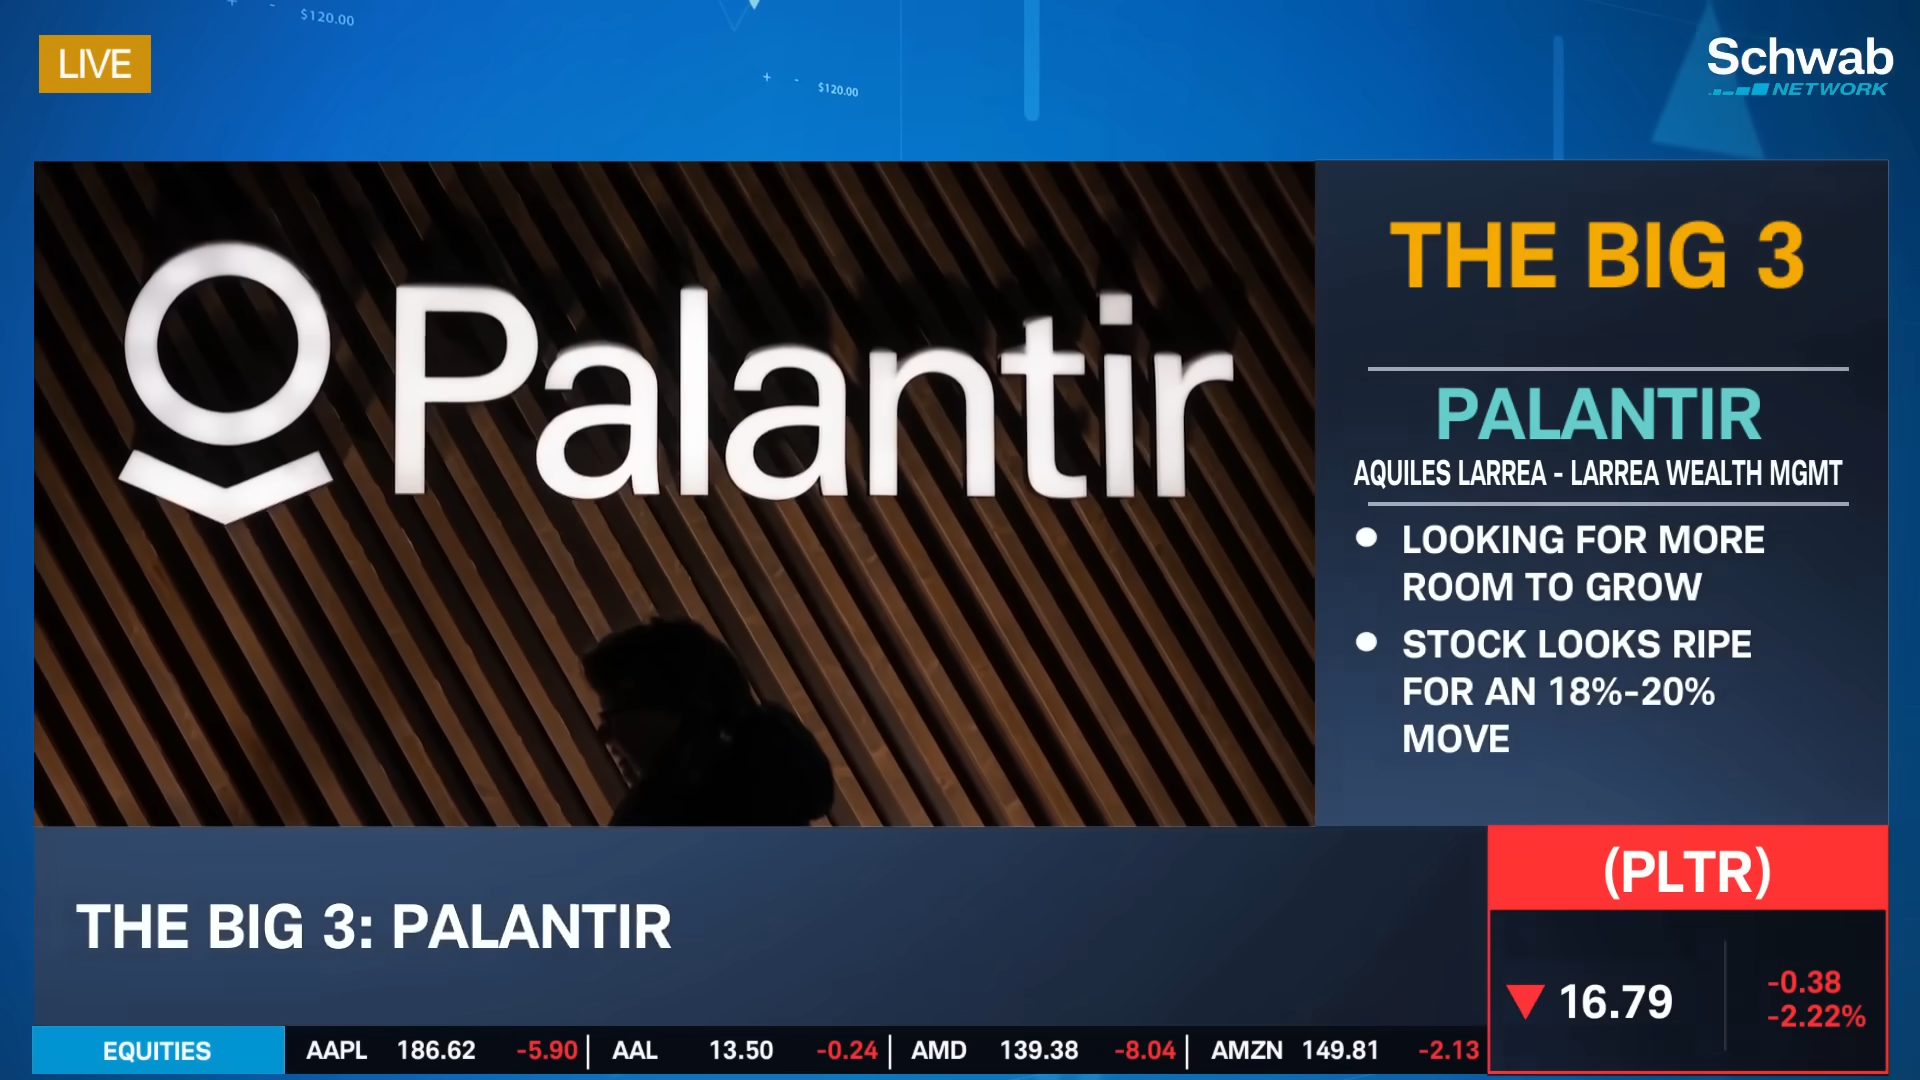 $120.00
LIVE
Schwab
NETWORK
+ - $120.00
Palantir
THE BIG 3
PALANTIR
AQUILES LARREA - LARREA WEALTH MGMT
● LOOKING FOR MORE
ROOM TO GROW
● STOCK LOOKS RIPE
FOR AN 18%-20%
MOVE
THE BIG 3: PALANTIR
(PLTR)
▼ 16.79
-0.38
-2.22%
EQUITIES
AAPL 186.62 -5.90 | AAL 13.50 -0.24 | AMD 139.38 -8.04 | AMZN 149.81 -2.13